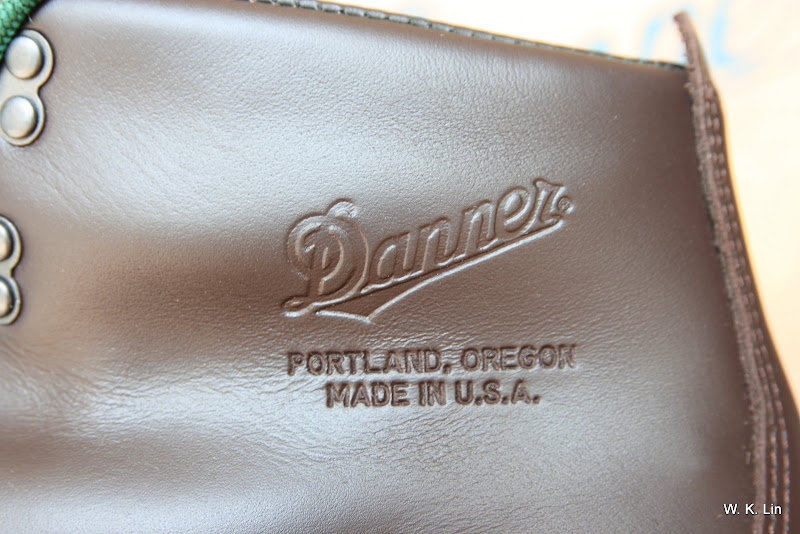 Danner
PORTLAND, OREGON
MADE IN U.S.A.
W. K. Lin